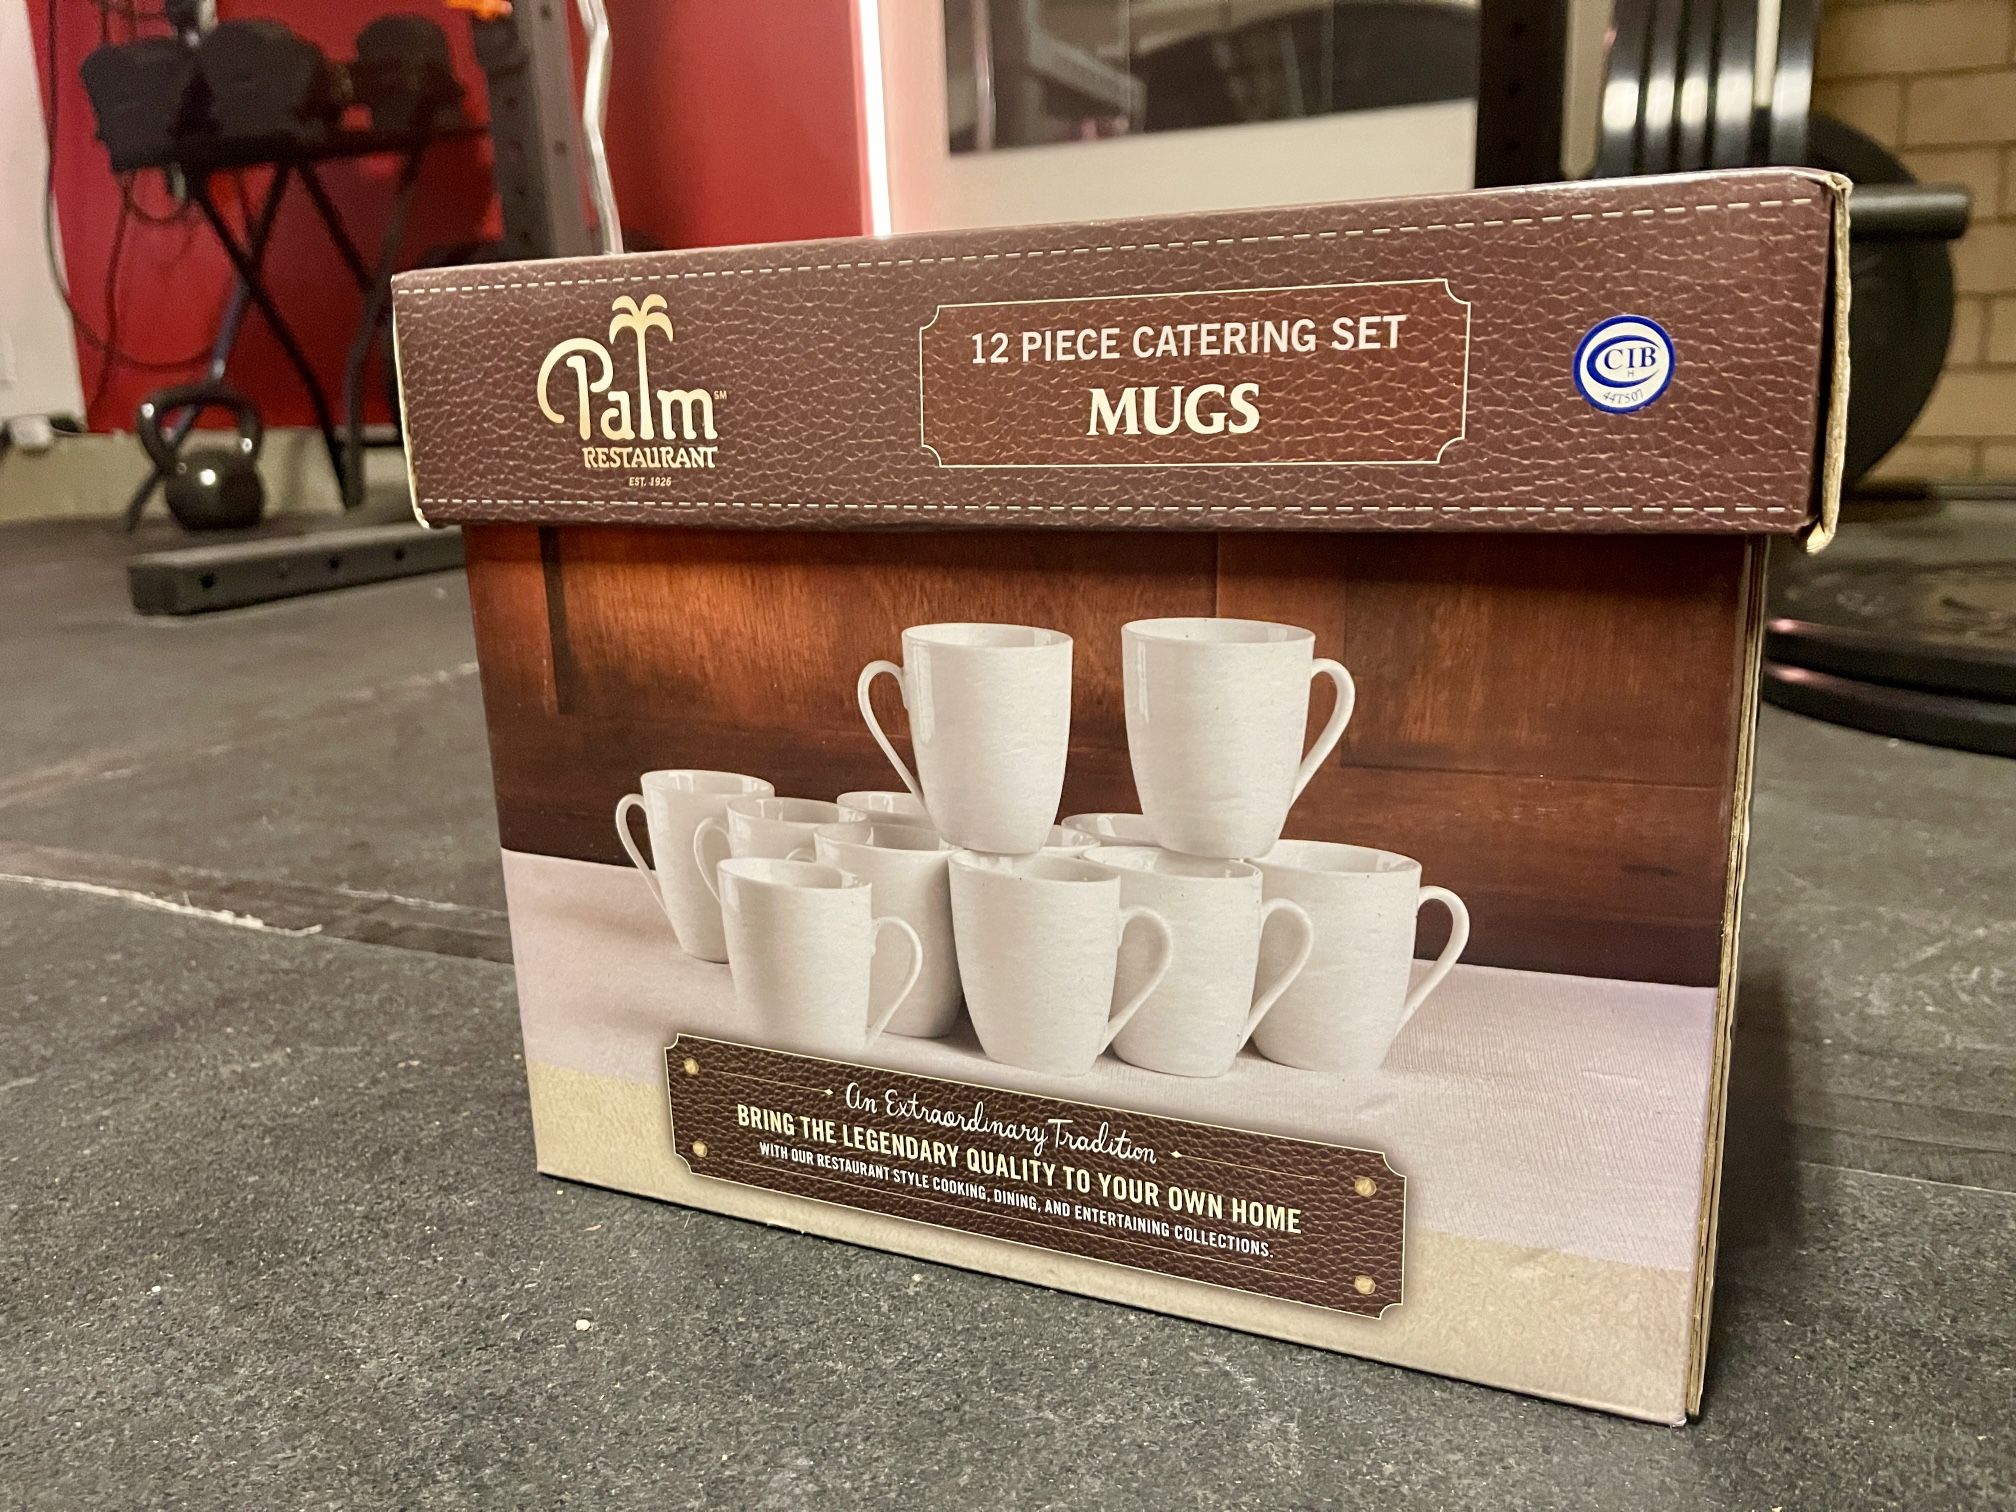 Palm SM
RESTAURANT
EST. 1926
12 PIECE CATERING SET
MUGS
CIB
H
44T507
An Extraordinary Tradition
BRING THE LEGENDARY QUALITY TO YOUR OWN HOME
WITH OUR RESTAURANT STYLE COOKING, DINING, AND ENTERTAINING COLLECTIONS.